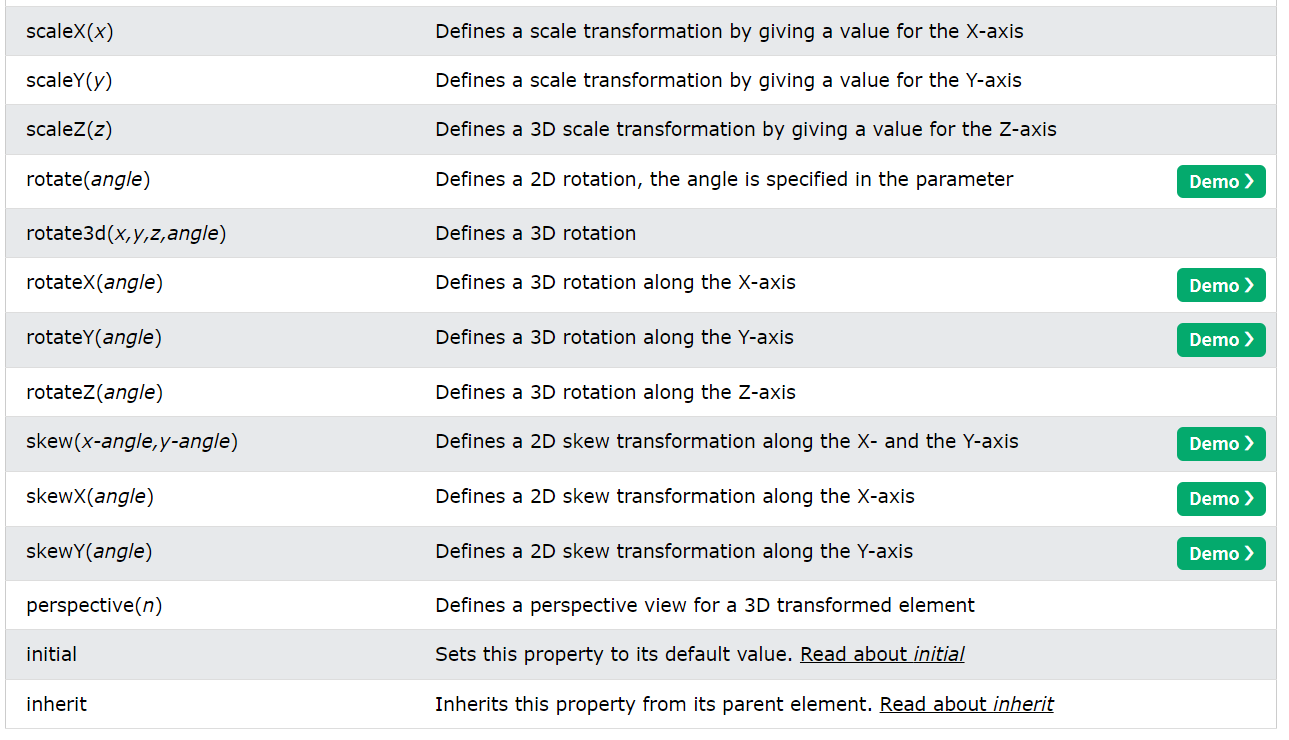 scaleX(x) Defines a scale transformation by giving a value for the X-axis
scaleY(y) Defines a scale transformation by giving a value for the Y-axis
scaleZ(z) Defines a 3D scale transformation by giving a value for the Z-axis
rotate(angle) Defines a 2D rotation, the angle is specified in the parameter Demo ❯
rotate3d(x,y,z,angle) Defines a 3D rotation
rotateX(angle) Defines a 3D rotation along the X-axis Demo ❯
rotateY(angle) Defines a 3D rotation along the Y-axis Demo ❯
rotateZ(angle) Defines a 3D rotation along the Z-axis
skew(x-angle,y-angle) Defines a 2D skew transformation along the X- and the Y-axis Demo ❯
skewX(angle) Defines a 2D skew transformation along the X-axis Demo ❯
skewY(angle) Defines a 2D skew transformation along the Y-axis Demo ❯
perspective(n) Defines a perspective view for a 3D transformed element
initial Sets this property to its default value. Read about initial
inherit Inherits this property from its parent element. Read about inherit